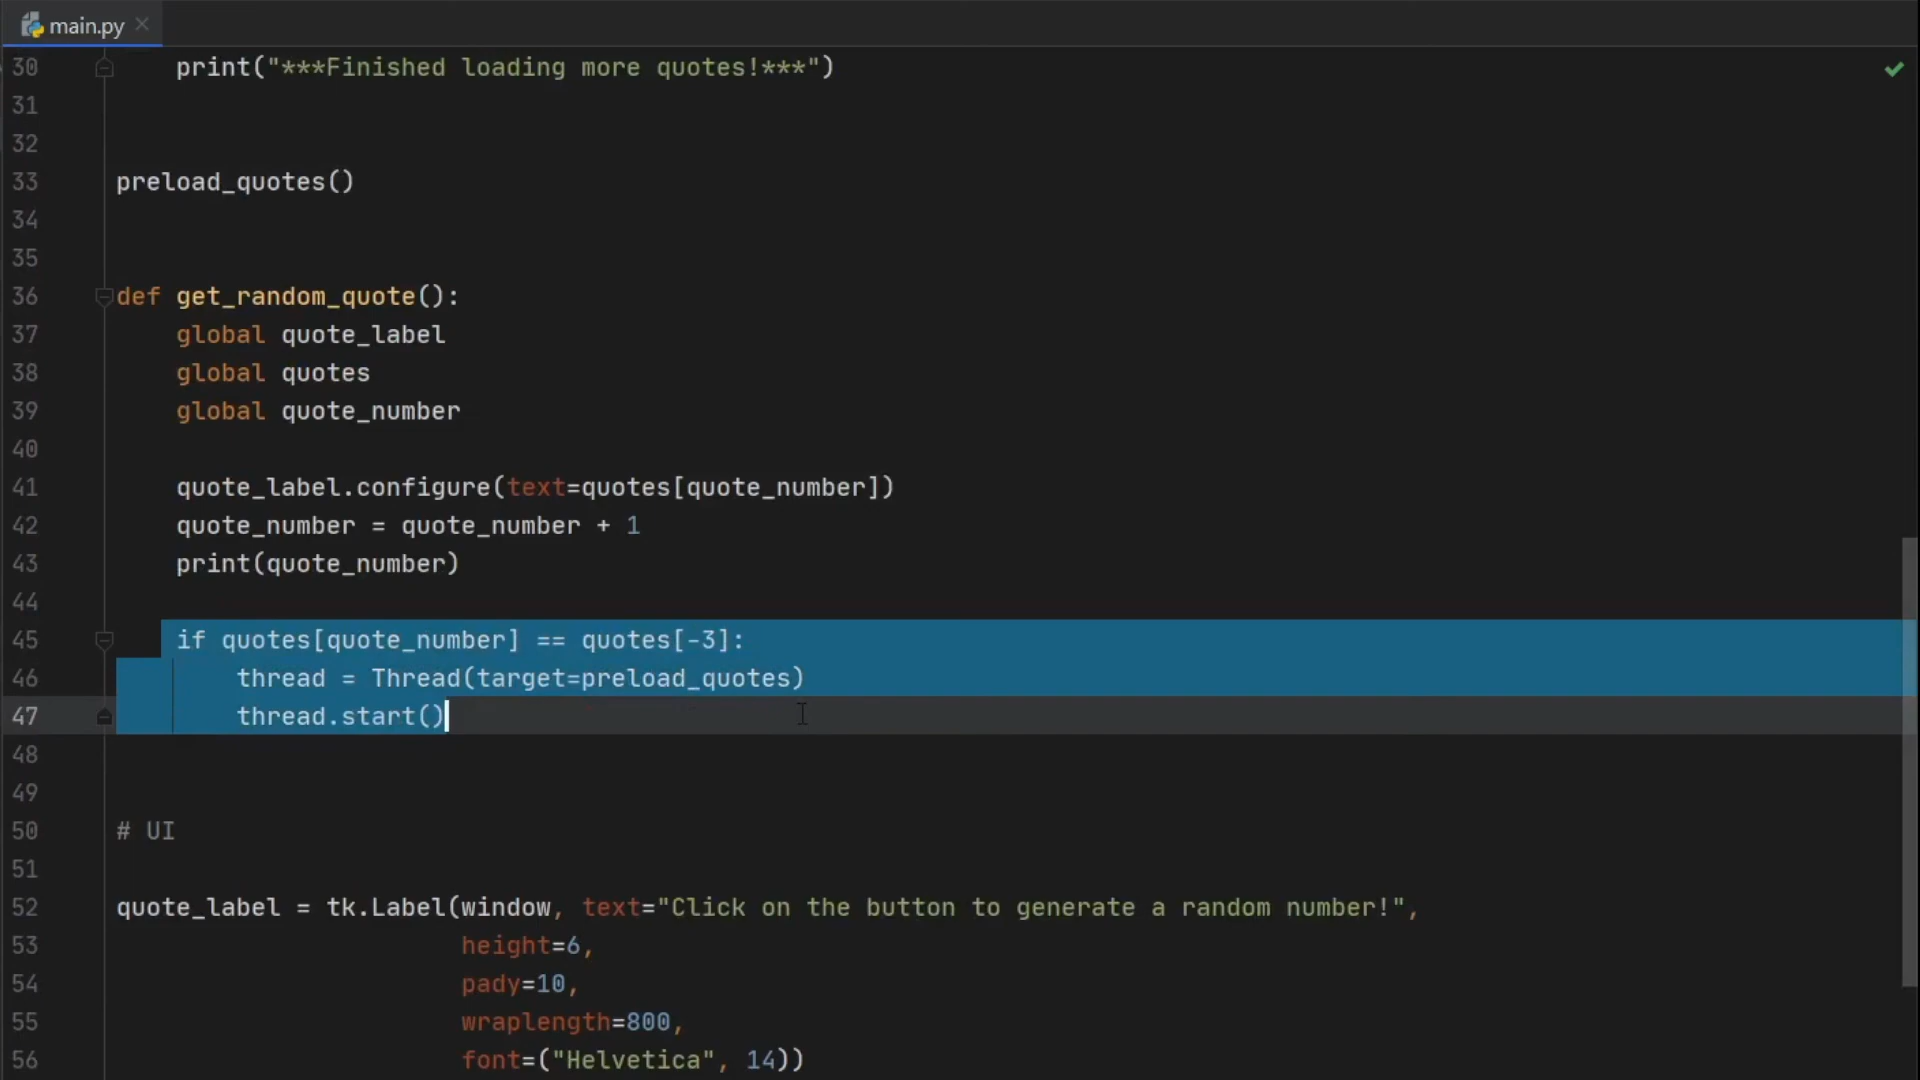 main.py
30 print("***Finished loading more quotes!***")
31
32
33 preload_quotes()
34
35
36 def get_random_quote():
37 global quote_label
38 global quotes
39 global quote_number
40
41 quote_label.configure(text=quotes[quote_number])
42 quote_number = quote_number + 1
43 print(quote_number)
44
45 if quotes[quote_number] == quotes[-3]:
46 thread = Thread(target=preload_quotes)
47 thread.start()
48
49
50 # UI
51
52 quote_label = tk.Label(window, text="Click on the button to generate a random number!",
53 height=6,
54 pady=10,
55 wraplength=800,
56 font=("Helvetica", 14))